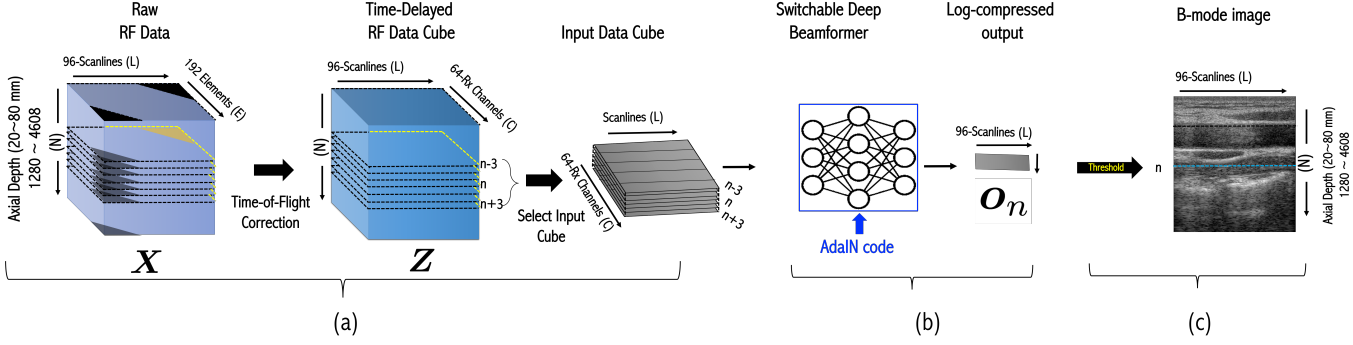 Raw
RF Data
Time-Delayed
RF Data Cube
Input Data Cube
Switchable Deep
Beamformer
Log-compressed
output
B-mode image
96-Scanlines (L)
192 Elements (E)
Axial Depth (20~80 mm)
1280 ~ 4608
(N)
Time-of-Flight
Correction
X
96-Scanlines (L)
64-Rx Channels (C)
(N)
n-3
n
n+3
Z
Select Input
Cube
Scanlines (L)
64-Rx Channels (C)
n-3
n
n+3
AdaIN code
96-Scanlines (L)
On
Threshold
96-Scanlines (L)
n
(N)
Axial Depth (20~80 mm)
1280 ~ 4608
(a)
(b)
(c)